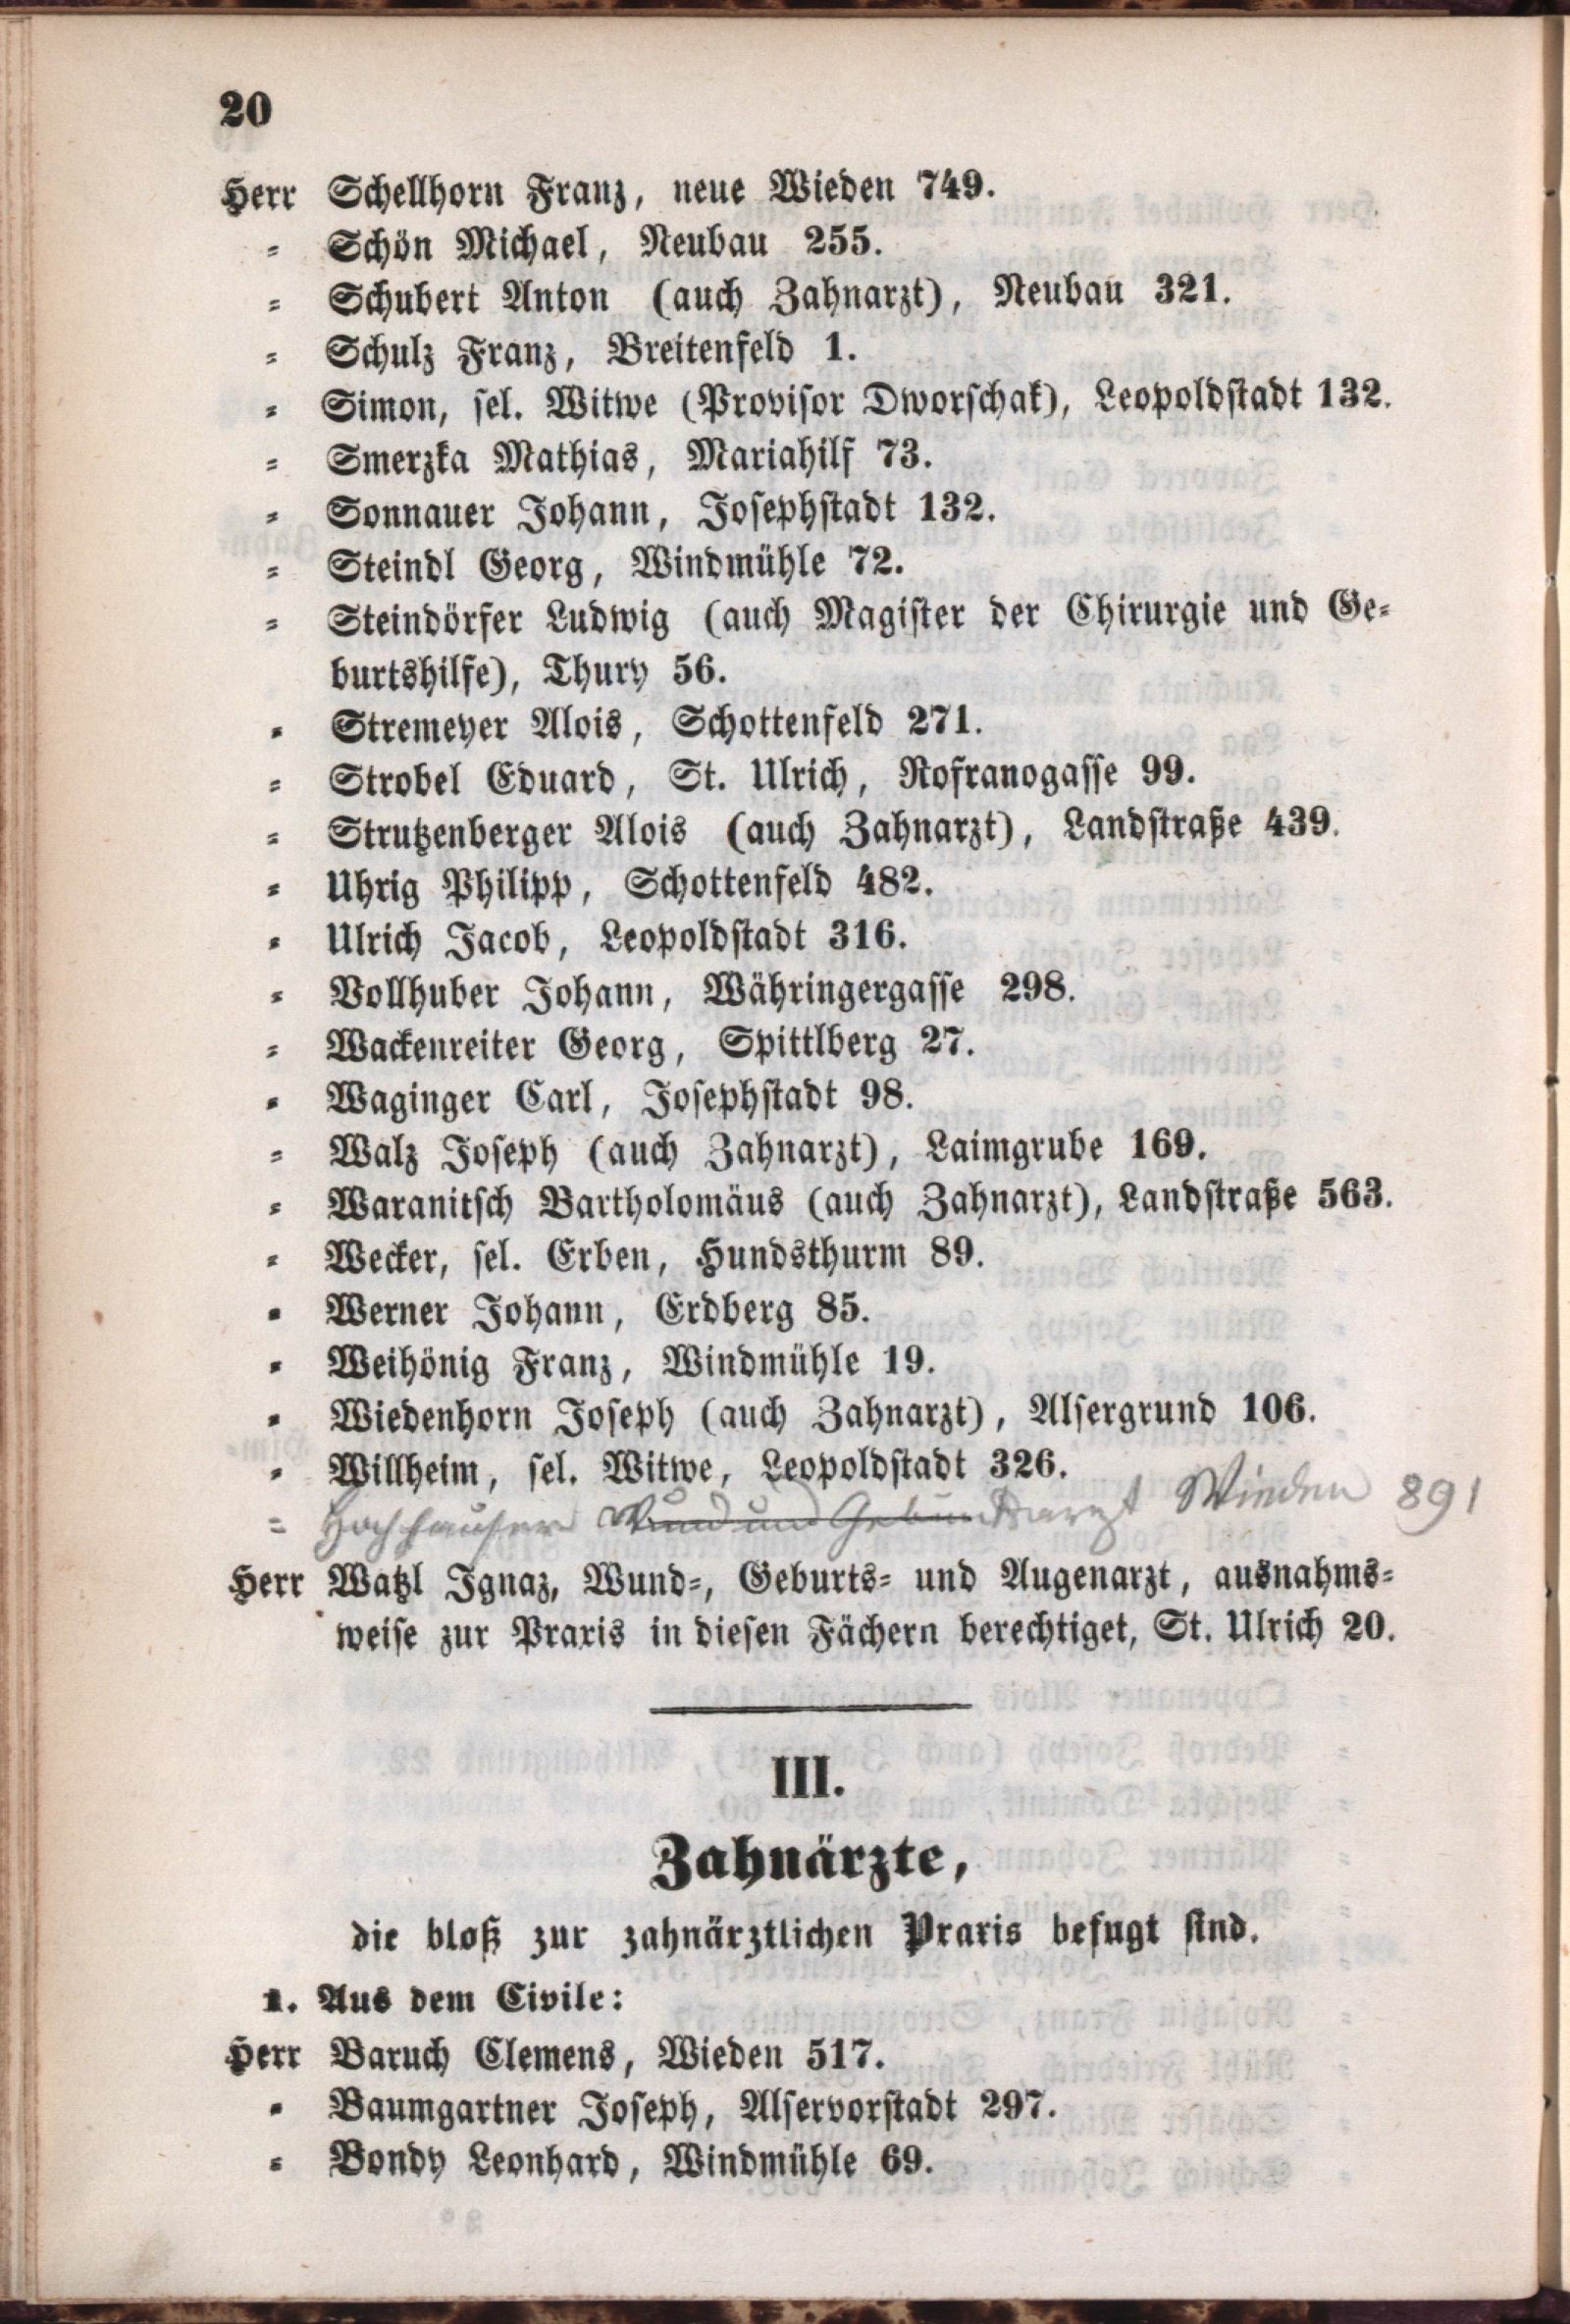 20
Herr Schellhorn Franz, neue Wieden 749.
= Schön Michael, Neubau 255.
= Schubert Anton (auch Zahnarzt), Neubau 321.
= Schulz Franz, Breitenfeld 1.
= Simon, sel. Witwe (Provisor Dworschak), Leopoldstadt 132.
= Smerzka Mathias, Mariahilf 73.
= Sonnauer Johann, Josephstadt 132.
= Steindl Georg, Windmühle 72.
= Steindörfer Ludwig (auch Magister der Chirurgie und Ge=
burtshilfe), Thury 56.
= Stremeyer Alois, Schottenfeld 271.
= Strobel Eduard, St. Ulrich, Rofranogasse 99.
= Strutzenberger Alois (auch Zahnarzt), Landstraße 439.
= Uhrig Philipp, Schottenfeld 482.
= Ulrich Jacob, Leopoldstadt 316.
= Vollhuber Johann, Währingergasse 298.
= Wackenreiter Georg, Spittlberg 27.
= Waginger Carl, Josephstadt 98.
= Walz Joseph (auch Zahnarzt), Laimgrube 169.
= Waranitsch Bartholomäus (auch Zahnarzt), Landstraße 563.
= Wecker, sel. Erben, Hundsthurm 89.
= Werner Johann, Erdberg 85.
= Weihönig Franz, Windmühle 19.
= Wiedenhorn Joseph (auch Zahnarzt), Alsergrund 106.
= Willheim, sel. Witwe, Leopoldstadt 326.
= Hochhauser Wund und Wieden 891
Herr Watzl Ignaz, Wund=, Geburts= und Augenarzt, ausnahms=
weise zur Praxis in diesen Fächern berechtiget, St. Ulrich 20.
III.
Zahnärzte,
die bloß zur zahnärztlichen Praxis befugt sind.
1. Aus dem Civile:
Herr Baruch Clemens, Wieden 517.
= Baumgartner Joseph, Alservorstadt 297.
= Bondy Leonhard, Windmühle 69.